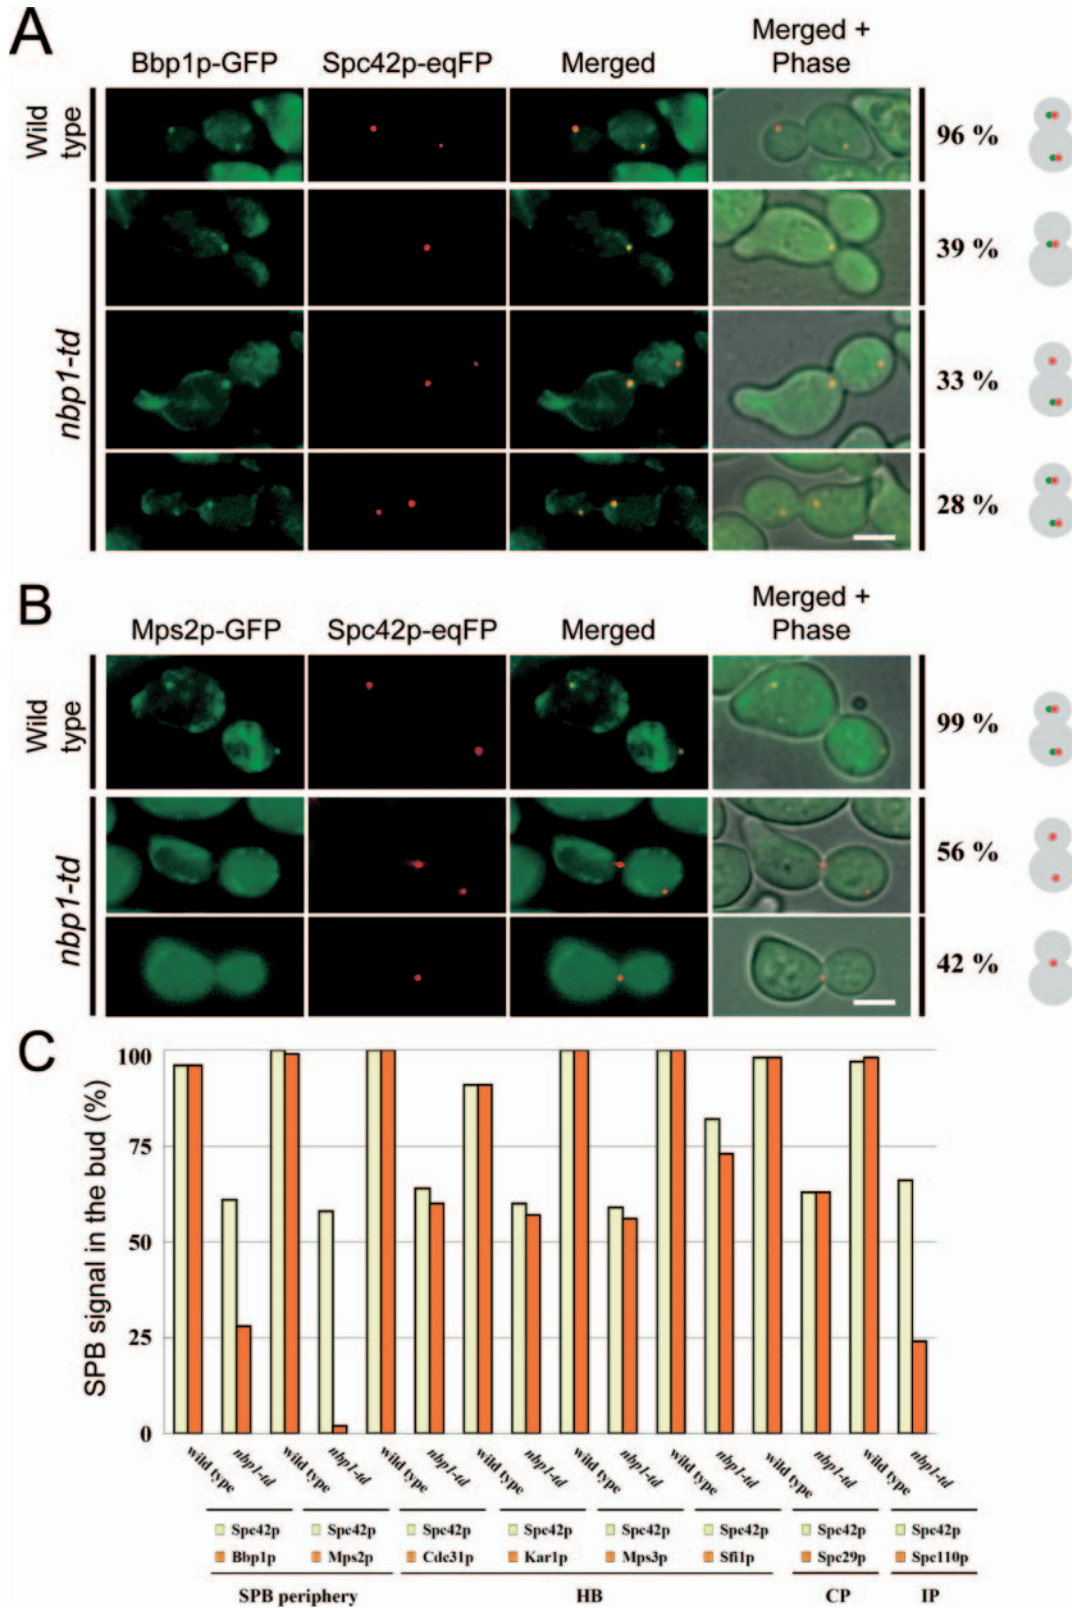 A
Bbp1p-GFP Spc42p-eqFP Merged Merged + Phase
Wild type
96 %
nbp1-td
39 %
33 %
28 %
B
Mps2p-GFP Spc42p-eqFP Merged Merged + Phase
Wild type
99 %
nbp1-td
56 %
42 %
C
SPB signal in the bud (%)
100
75
50
25
0
wild type nbp1-td wild type nbp1-td wild type nbp1-td wild type nbp1-td wild type nbp1-td wild type nbp1-td wild type nbp1-td wild type nbp1-td
Spc42p Spc42p Spc42p Spc42p Spc42p Spc42p Spc42p Spc42p
Bbp1p Mps2p Cdc31p Kar1p Mps3p Sfi1p Spc29p Spc110p
SPB periphery HB CP IP